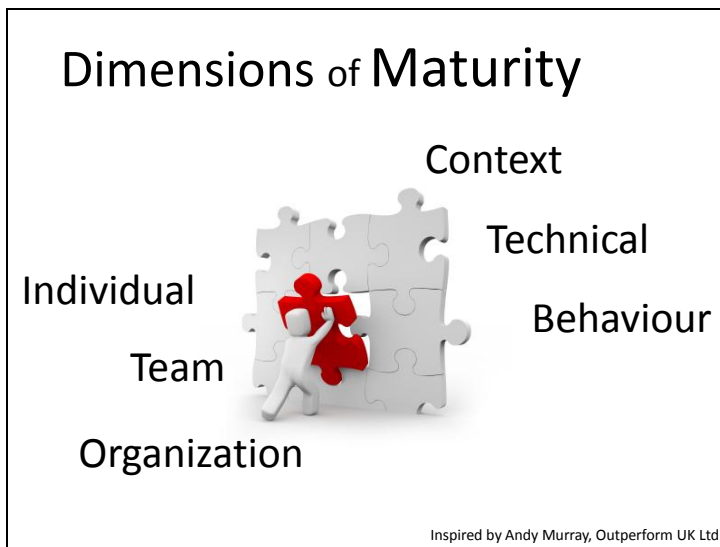 Dimensions of Maturity
Context
Technical
Behaviour
Individual
Team
Organization
Inspired by Andy Murray, Outperform UK Ltd